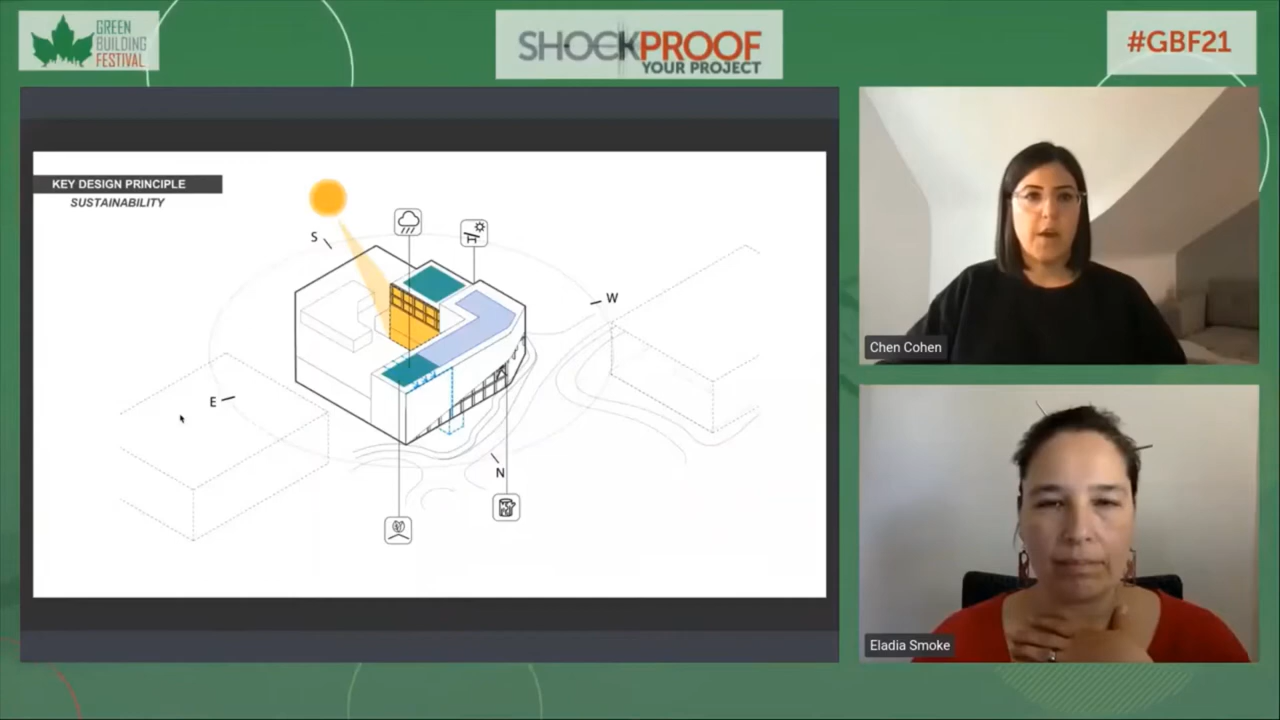 GREEN
BUILDING
FESTIVAL
SHOCKPROOF
YOUR PROJECT
#GBF21
KEY DESIGN PRINCIPLE
SUSTAINABILITY
S
W
E
N
Chen Cohen
Eladia Smoke